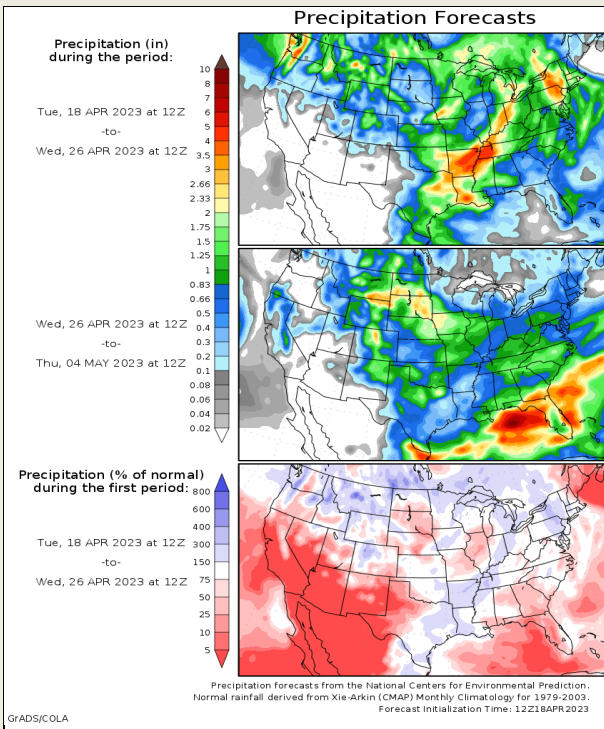 Precipitation Forecasts
Precipitation (in)
during the period:
Tue, 18 APR 2023 at 12Z
-to-
Wed, 26 APR 2023 at 12Z
10
8
7
6
5
4
3.5
3
2.66
2.33
2
1.75
1.5
1.25
1
0.83
0.66
0.5
0.4
0.3
0.2
0.1
0.08
0.06
0.04
0.02
Wed, 26 APR 2023 at 12Z
-to-
Thu, 04 MAY 2023 at 12Z
Precipitation (% of normal)
during the first period:
Tue, 18 APR 2023 at 12Z
-to-
Wed, 26 APR 2023 at 12Z
800
600
400
300
150
75
50
25
10
5
Precipitation forecasts from the National Centers for Environmental Prediction.
Normal rainfall derived from Xie-Arkin (CMAP) Monthly Climatology for 1979-2003.
Forecast Initialization Time: 12Z18APR2023
GrADS/COLA